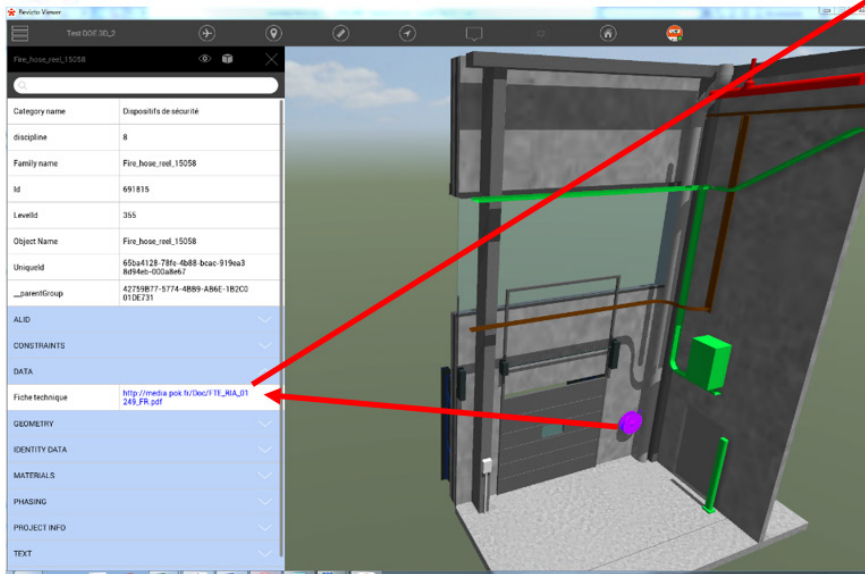 Revizto Viewer
Test DOE 3D_2
Fire_hose_reel_15058
Category name Dispositifs de sécurité
discipline 8
Family name Fire_hose_reel_15058
Id 691815
LevelId 355
Object Name Fire_hose_reel_15058
UniqueId 65ba4128-78fe-4b88-bcac-919ea3
8d94eb-000a8e67
__parentGroup 42759B77-5774-4BB9-AB6E-1B2C0
01DE731
ALID
CONSTRAINTS
DATA
Fiche technique http://media.pok.fr/Doc/FTE_RIA_01
249_FR.pdf
GEOMETRY
IDENTITY DATA
MATERIALS
PHASING
PROJECT INFO
TEXT